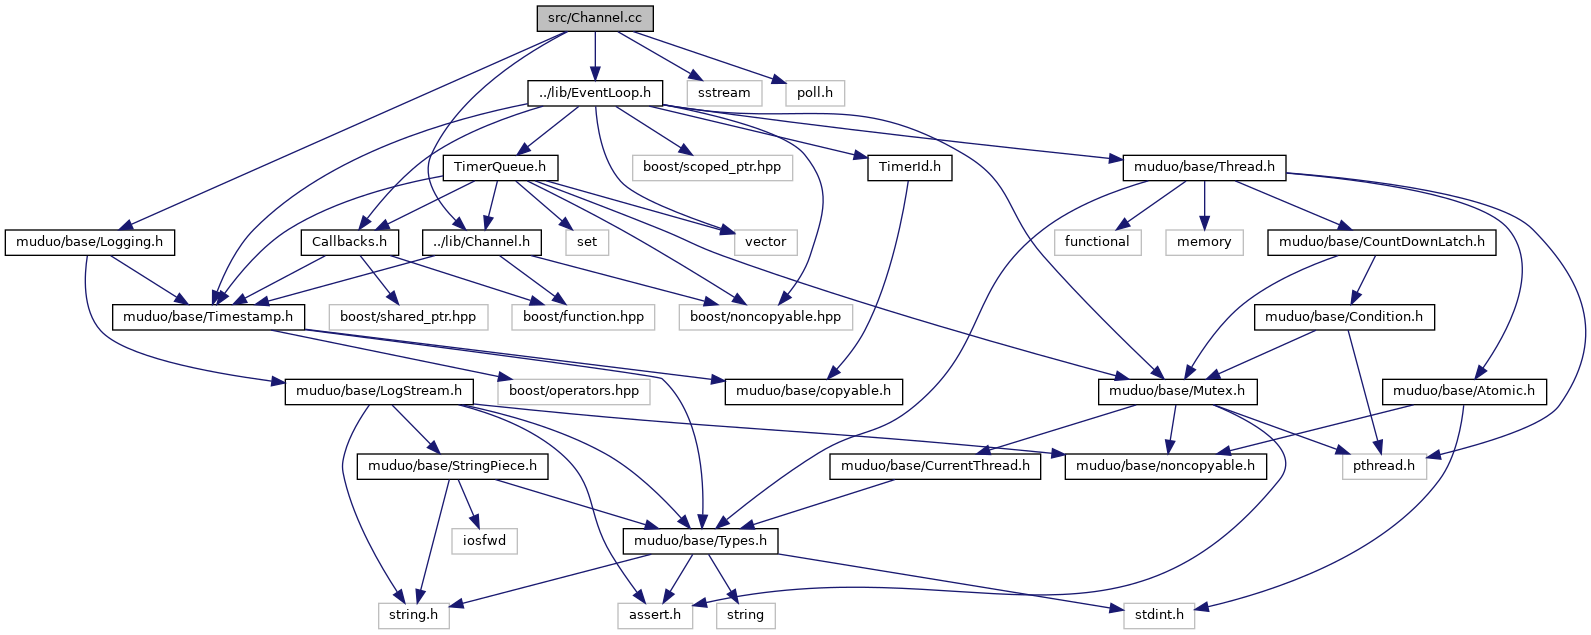 src/Channel.cc
../lib/EventLoop.h
sstream
poll.h
TimerQueue.h
boost/scoped_ptr.hpp
TimerId.h
muduo/base/Thread.h
muduo/base/Logging.h
Callbacks.h
../lib/Channel.h
set
vector
functional
memory
muduo/base/CountDownLatch.h
muduo/base/Timestamp.h
boost/shared_ptr.hpp
boost/function.hpp
boost/noncopyable.hpp
muduo/base/Condition.h
muduo/base/LogStream.h
boost/operators.hpp
muduo/base/copyable.h
muduo/base/Mutex.h
muduo/base/Atomic.h
muduo/base/StringPiece.h
muduo/base/CurrentThread.h
muduo/base/noncopyable.h
pthread.h
iosfwd
muduo/base/Types.h
string.h
assert.h
string
stdint.h